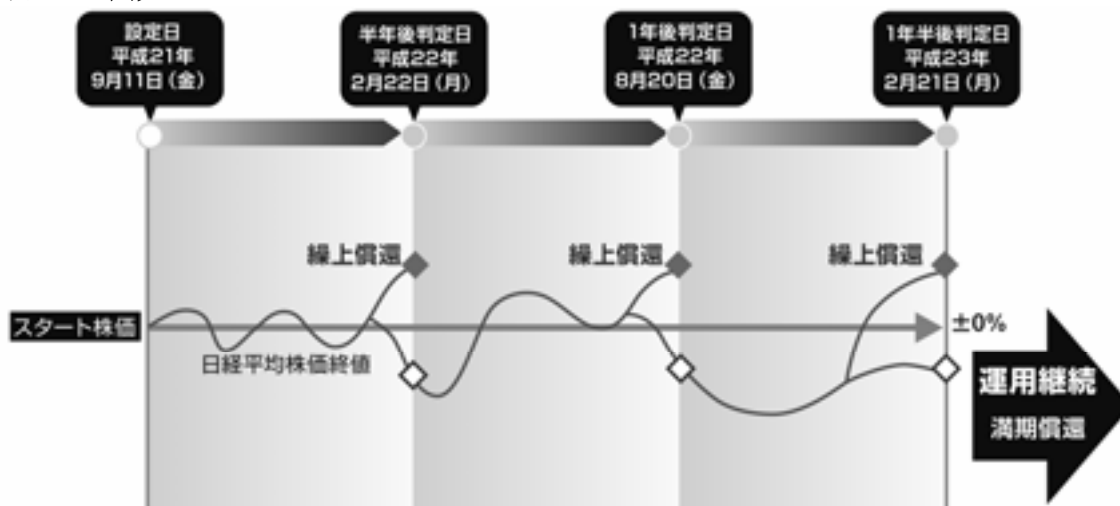 設定日
平成21年
9月11日（金）
半年後判定日
平成22年
2月22日（月）
1年後判定日
平成22年
8月20日（金）
1年半後判定日
平成23年
2月21日（月）
繰上償還
繰上償還
繰上償還
スタート株価
±0%
日経平均株価終値
運用継続
満期償還